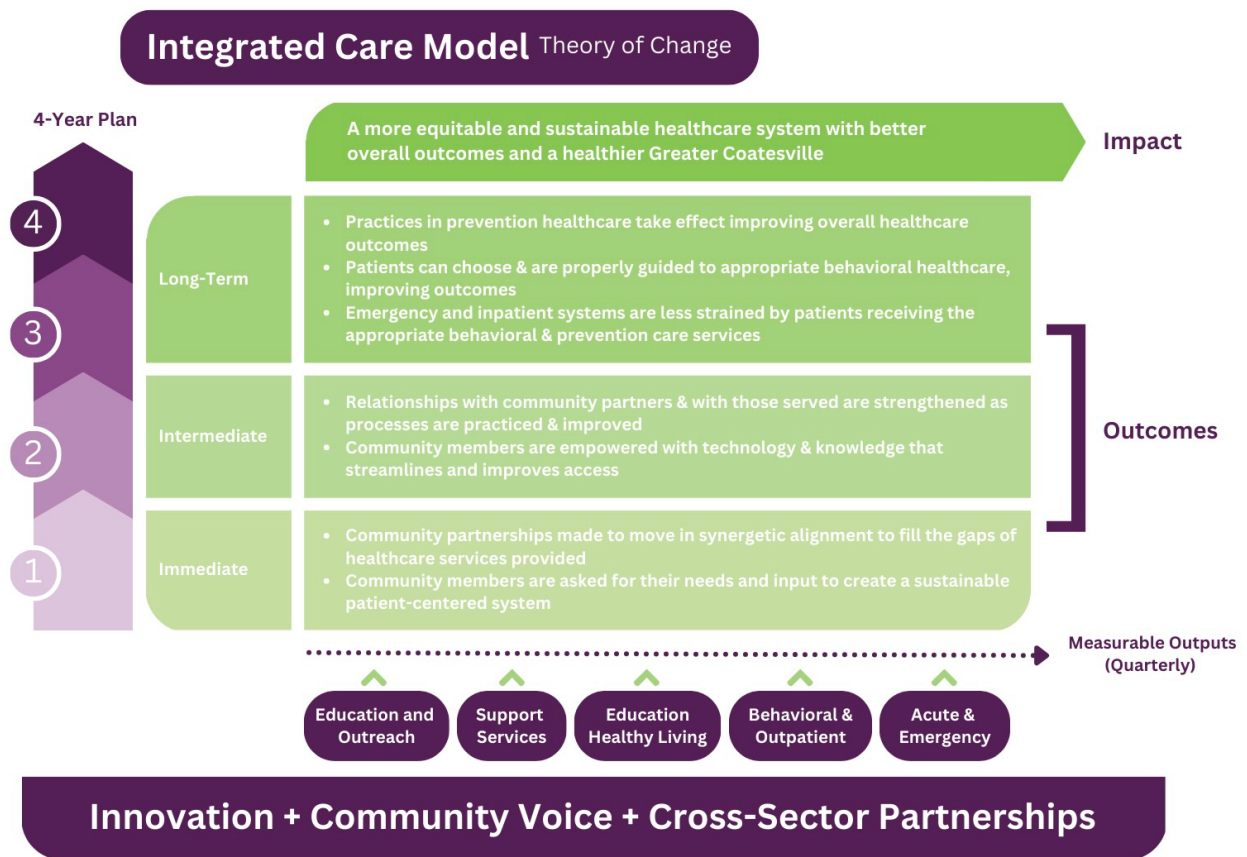 Integrated Care Model Theory of Change
4-Year Plan
A more equitable and sustainable healthcare system with better
overall outcomes and a healthier Greater Coatesville
Impact
4
3
2
1
Long-Term
• Practices in prevention healthcare take effect improving overall healthcare
outcomes
• Patients can choose & are properly guided to appropriate behavioral healthcare,
improving outcomes
• Emergency and inpatient systems are less strained by patients receiving the
appropriate behavioral & prevention care services
Intermediate
• Relationships with community partners & with those served are strengthened as
processes are practiced & improved
• Community members are empowered with technology & knowledge that
streamlines and improves access
Outcomes
Immediate
• Community partnerships made to move in synergetic alignment to fill the gaps of
healthcare services provided
• Community members are asked for their needs and input to create a sustainable
patient-centered system
Measurable Outputs
(Quarterly)
Education and
Outreach
Support
Services
Education
Healthy Living
Behavioral &
Outpatient
Acute &
Emergency
Innovation + Community Voice + Cross-Sector Partnerships